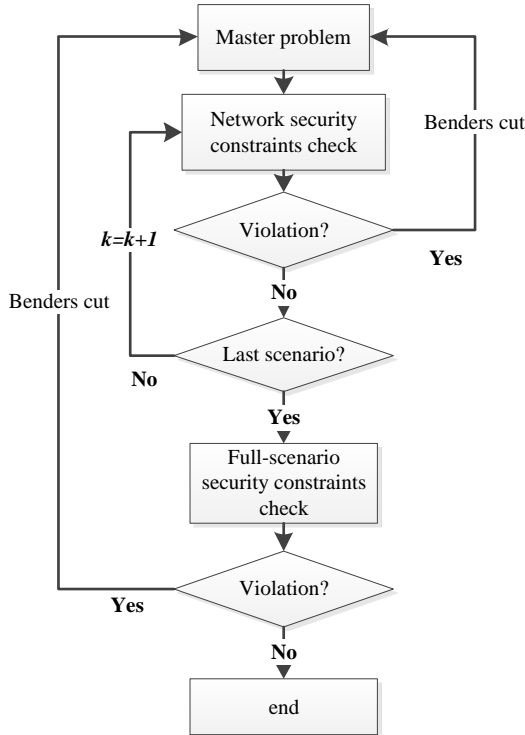 Master problem
Network security
constraints check
Benders cut
Violation?
k=k+1
Yes
No
Benders cut
Last scenario?
No
Yes
Full-scenario
security constraints
check
Violation?
Yes
No
end